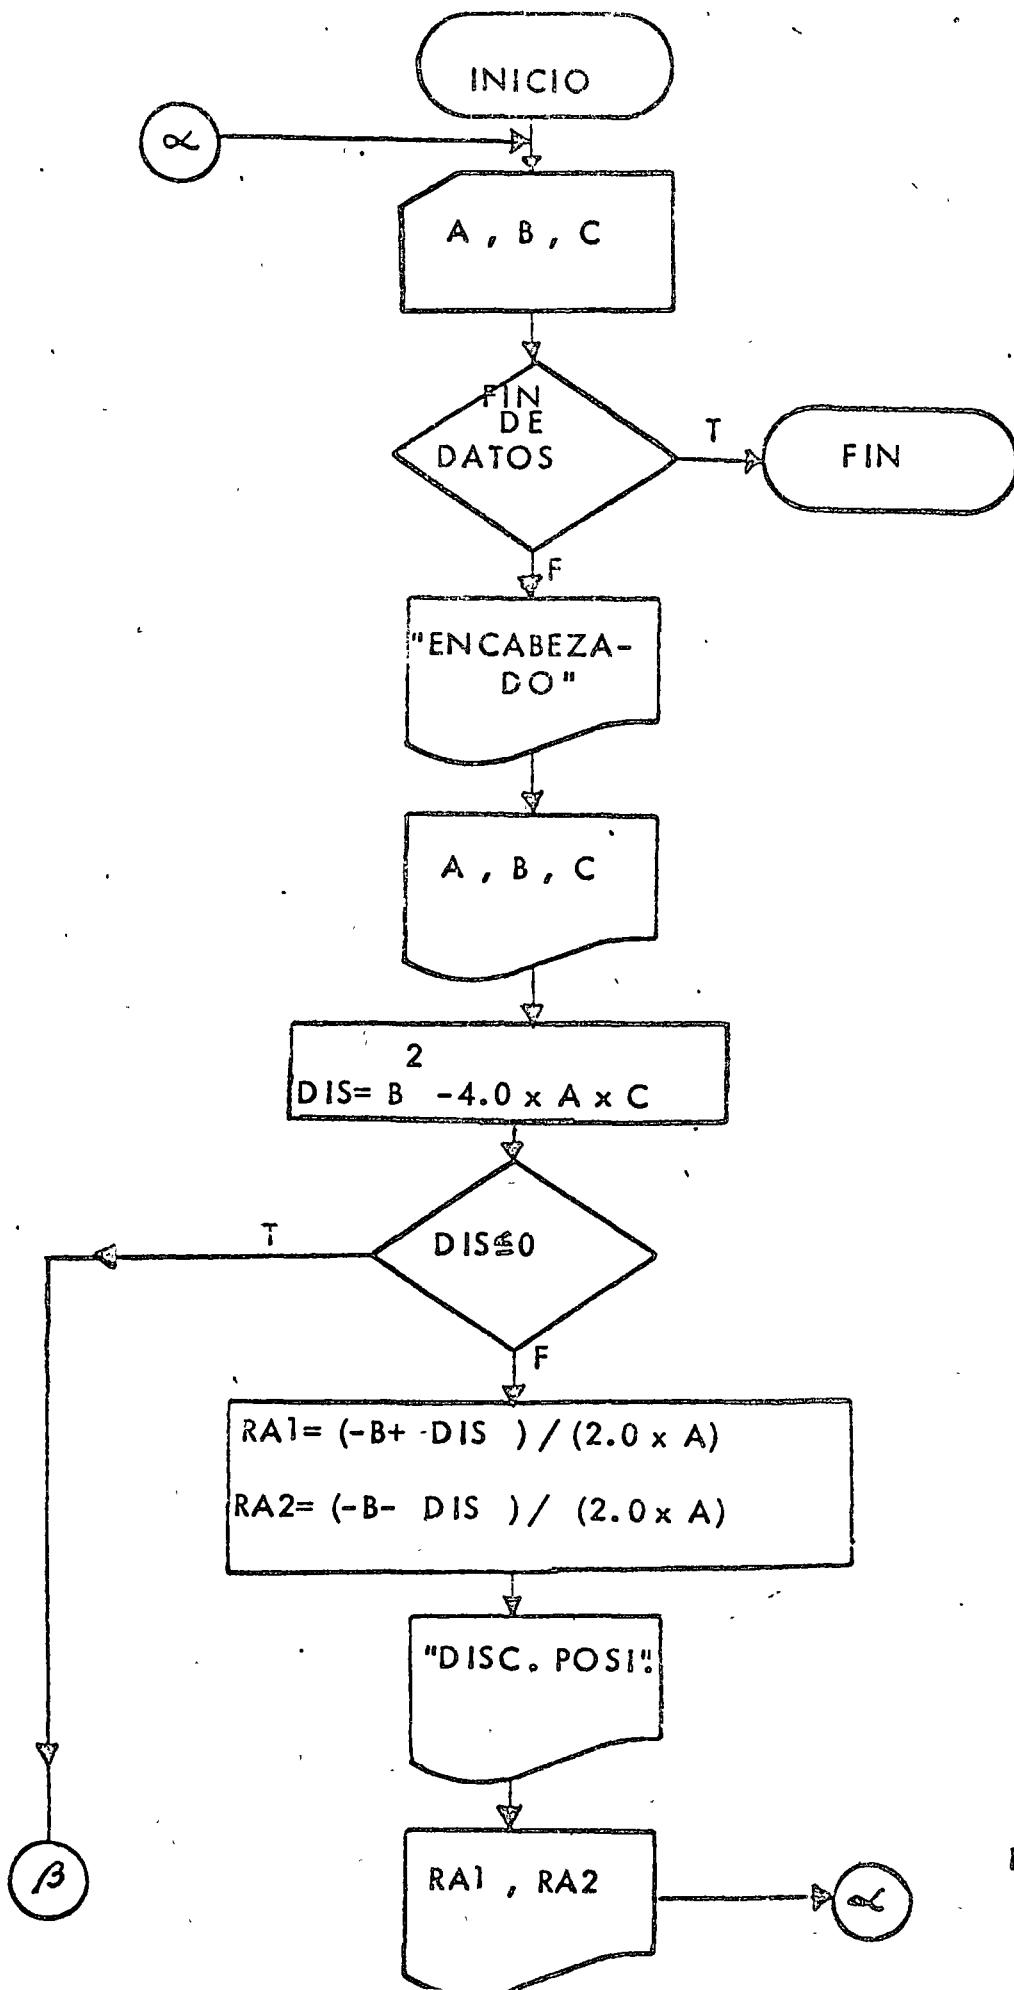 INICIO
∝
A , B , C
FIN
DE
DATOS
T
FIN
F
"ENCABEZA-
DO"
A , B , C
2
DIS= B -4.0 x A x C
T
DIS≦0
F
RA1= (-B+ -DIS ) / (2.0 x A)
RA2= (-B- DIS ) / (2.0 x A)
"DISC. POSI".
β
RA1 , RA2
∝